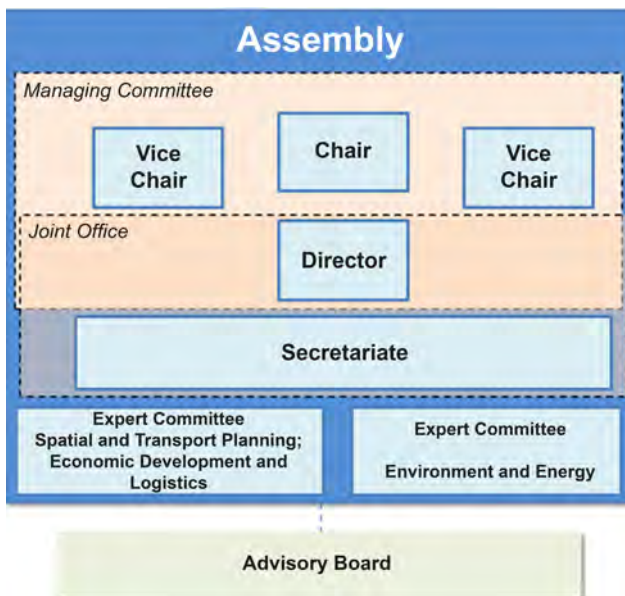 Assembly
Managing Committee
Chair
Vice
Chair
Vice
Chair
Joint Office
Director
Secretariate
Expert Committee
Spatial and Transport Planning;
Economic Development and
Logistics
Expert Committee
Environment and Energy
Advisory Board